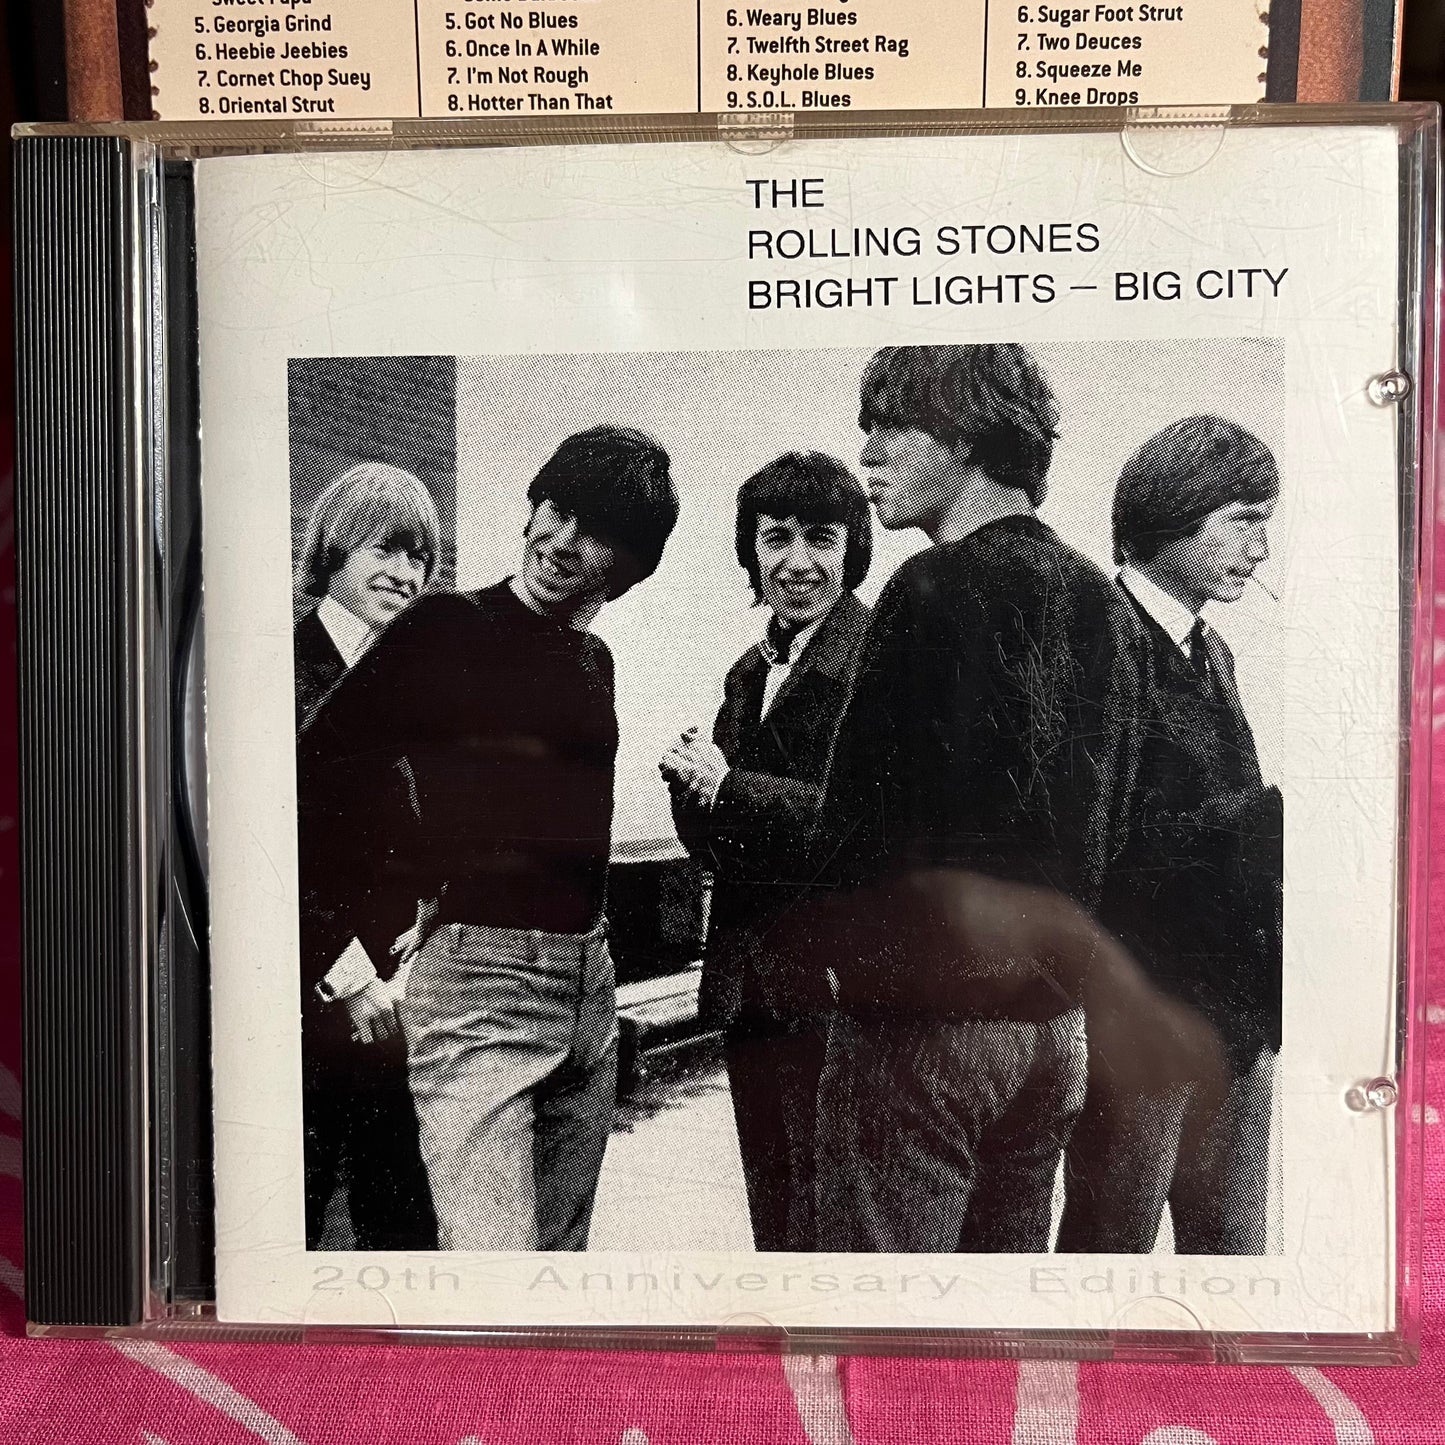 5. Georgia Grind
6. Heebie Jeebies
7. Cornet Chop Suey
8. Oriental Strut
5. Got No Blues
6. Once In A While
7. I'm Not Rough
8. Hotter Than That
6. Weary Blues
7. Twelfth Street Rag
8. Keyhole Blues
9. S.O.L. Blues
6. Sugar Foot Strut
7. Two Deuces
8. Squeeze Me
9. Knee Drops
THE
ROLLING STONES
BRIGHT LIGHTS – BIG CITY
20th Anniversary Edition